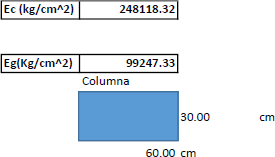 Ec (kg/cm^2) 248118.32
Eg(Kg/cm^2) 99247.33
Columna
30.00 cm
60.00 cm